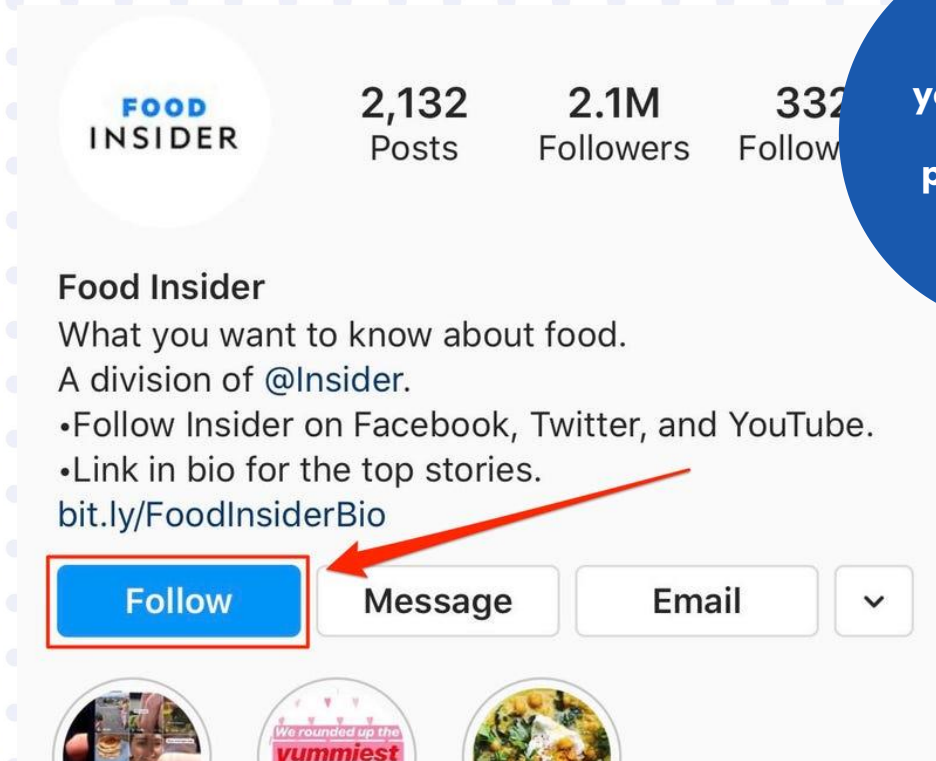 FOOD
INSIDER
2,132
Posts
2.1M
Followers
332
Follow
Food Insider
What you want to know about food.
A division of @Insider.
•Follow Insider on Facebook, Twitter, and YouTube.
•Link in bio for the top stories.
bit.ly/FoodInsiderBio
Follow
Message
Email
We rounded up the
yummiest